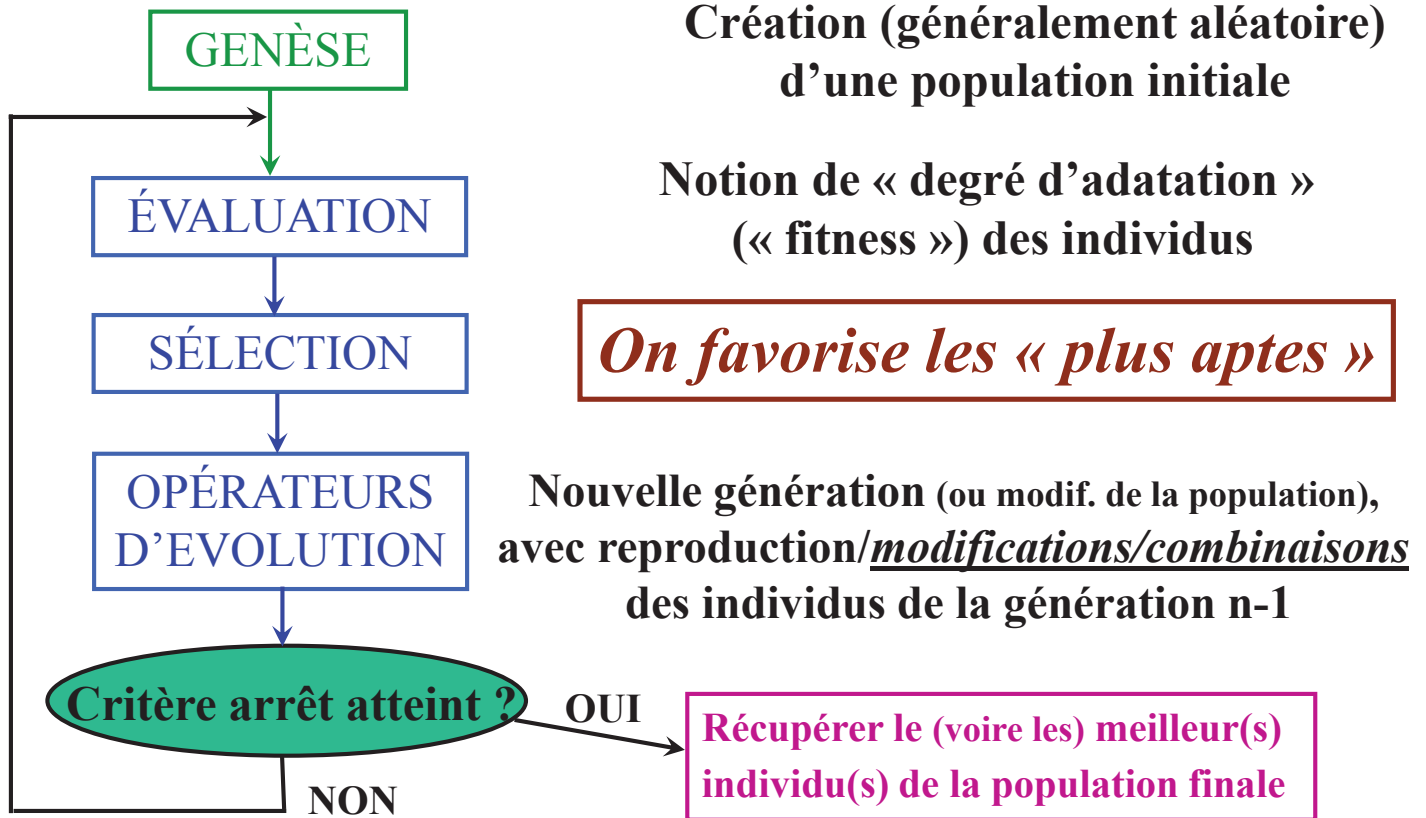 GENÈSE
Création (généralement aléatoire)
d’une population initiale
ÉVALUATION
Notion de « degré d’adatation »
(« fitness ») des individus
SÉLECTION
On favorise les « plus aptes »
OPÉRATEURS
D’EVOLUTION
Nouvelle génération (ou modif. de la population),
avec reproduction/modifications/combinaisons
des individus de la génération n-1
Critère arrêt atteint ?
OUI
Récupérer le (voire les) meilleur(s)
individu(s) de la population finale
NON